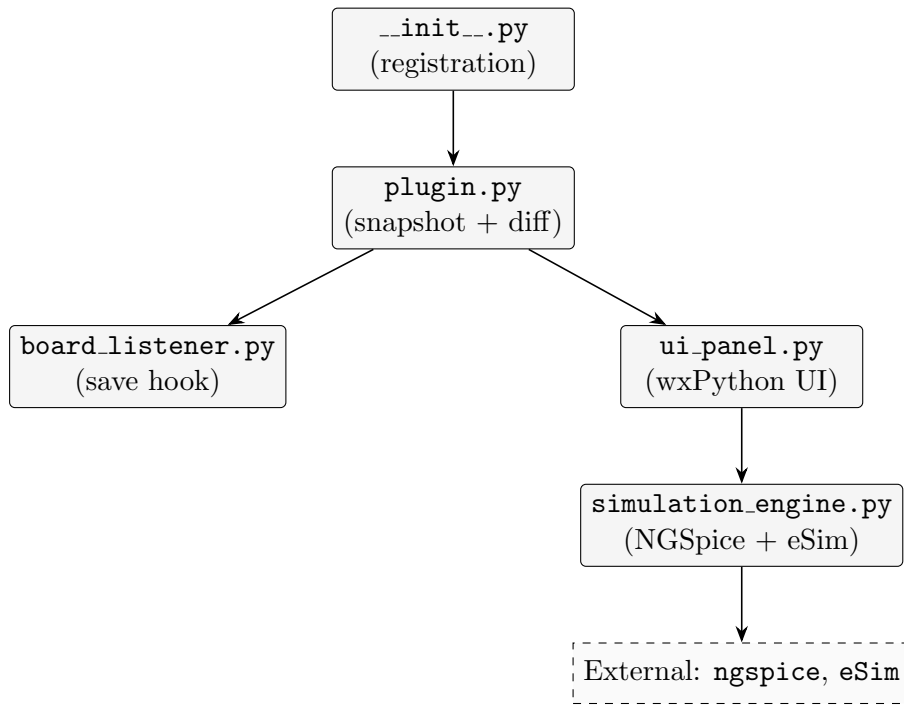 __init__.py
(registration)
plugin.py
(snapshot + diff)
board_listener.py
(save hook)
ui_panel.py
(wxPython UI)
simulation_engine.py
(NGSpice + eSim)
External: ngspice, eSim